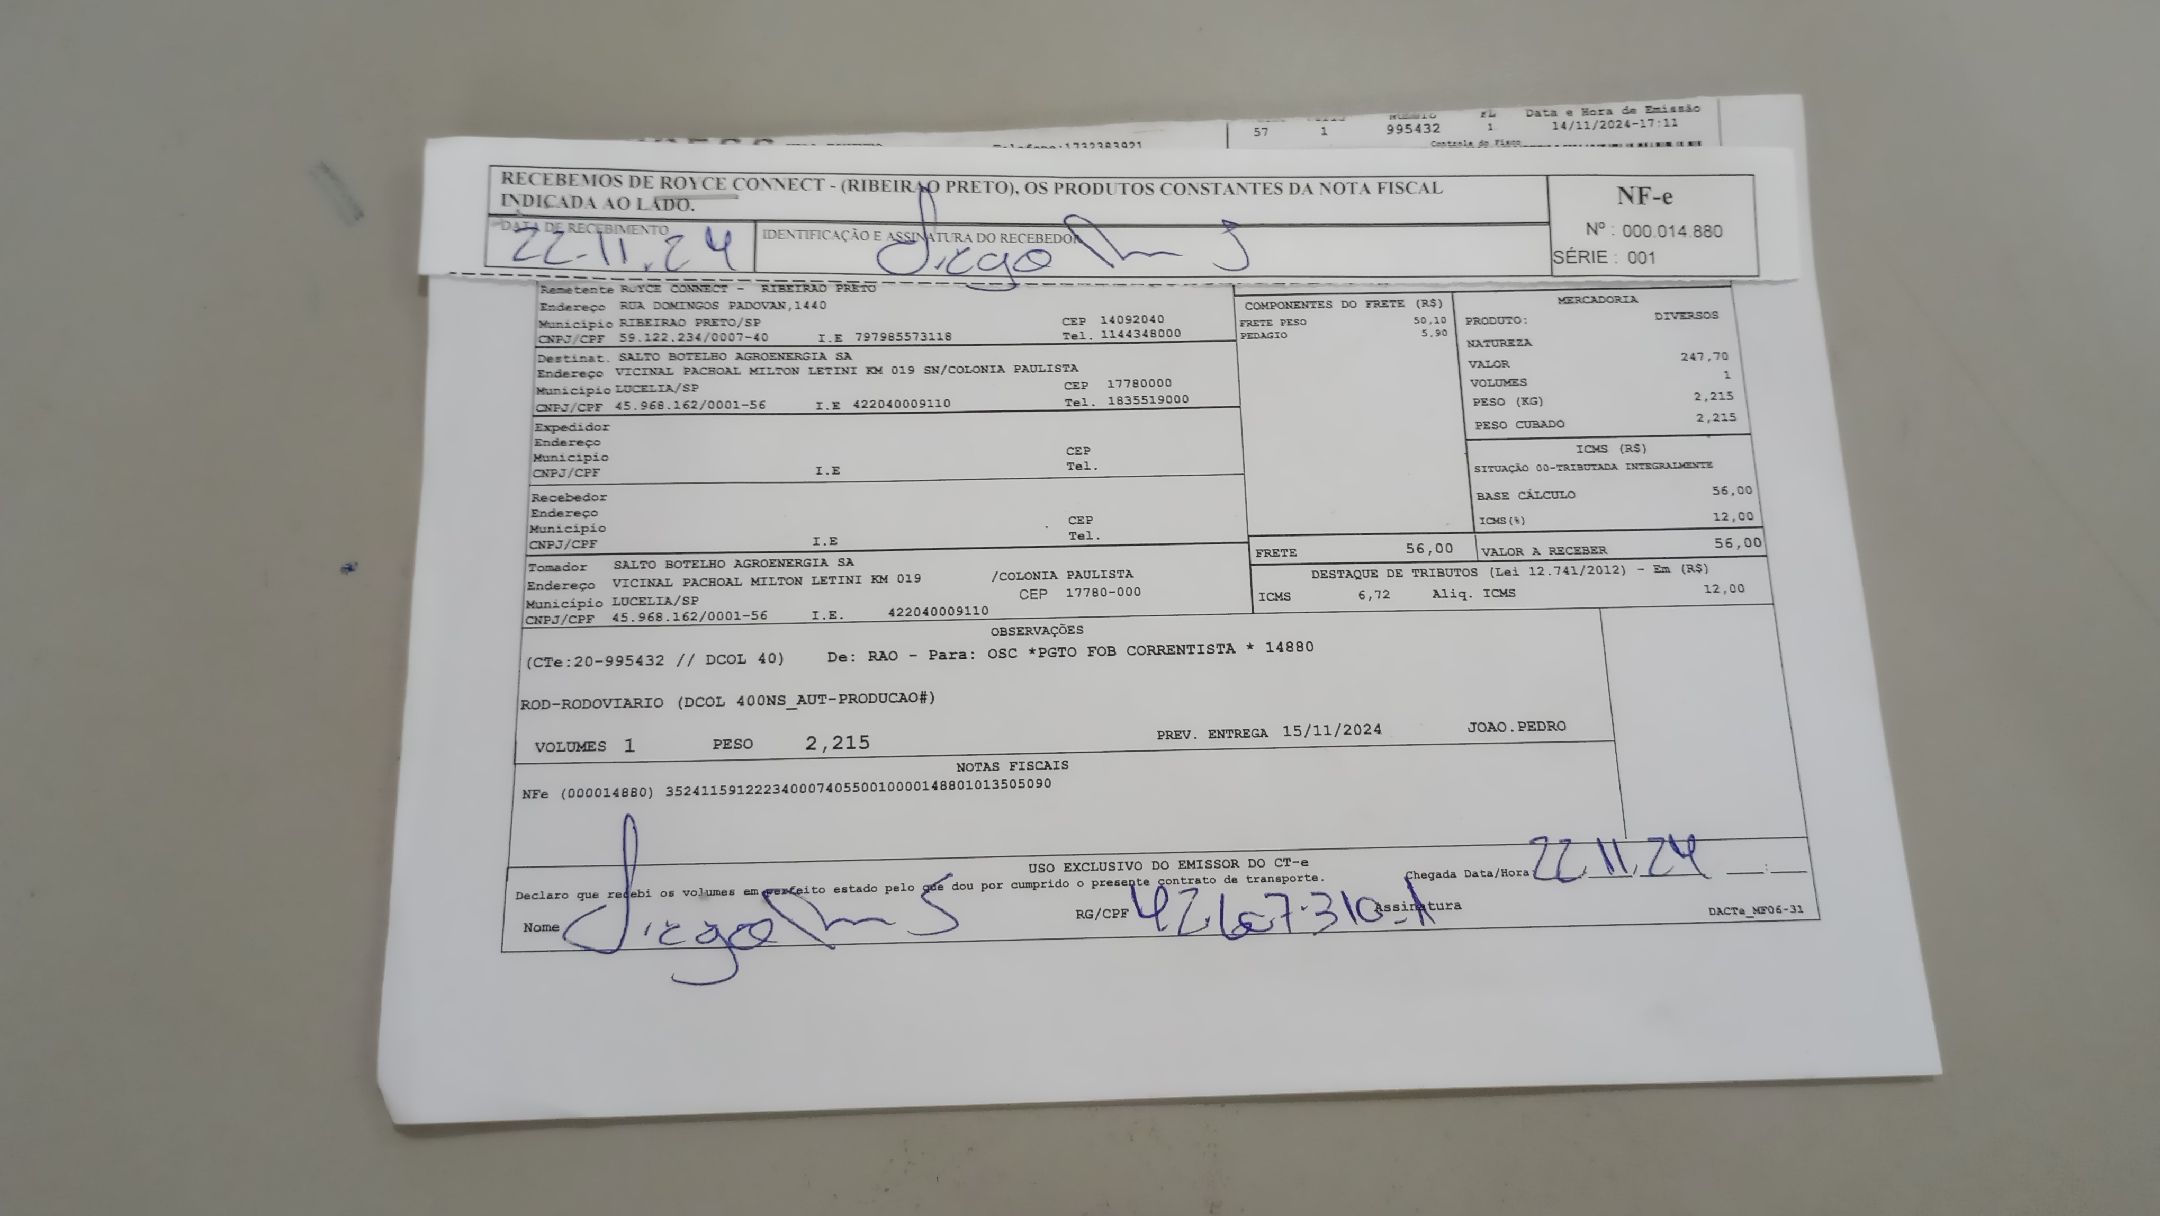 57 1 995432 1 14/11/2024-17:11
Data e Hora de Emissão
Telefone:1732383921
Controle do Fisco
RECEBEMOS DE ROYCE CONNECT - (RIBEIRAO PRETO), OS PRODUTOS CONSTANTES DA NOTA FISCAL
INDICADA AO LADO.
DATA DE RECEBIMENTO
22.11.24
IDENTIFICAÇÃO E ASSINATURA DO RECEBEDOR
Diego
NF-e
Nº : 000.014.880
SÉRIE : 001
Remetente ROYCE CONNECT - RIBEIRAO PRETO
Endereço RUA DOMINGOS PADOVAN,1440
Município RIBEIRAO PRETO/SP CEP 14092040
CNPJ/CPF 59.122.234/0007-40 I.E 797985573118 Tel. 1144348000
Destinat. SALTO BOTELHO AGROENERGIA SA
Endereço VICINAL PACHOAL MILTON LETINI KM 019 SN/COLONIA PAULISTA
Município LUCELIA/SP CEP 17780000
CNPJ/CPF 45.968.162/0001-56 I.E 422040009110 Tel. 1835519000
Expedidor
Endereço
Município CEP
CNPJ/CPF I.E Tel.
Recebedor
Endereço
Município CEP
CNPJ/CPF I.E Tel.
Tomador SALTO BOTELHO AGROENERGIA SA
Endereço VICINAL PACHOAL MILTON LETINI KM 019 /COLONIA PAULISTA
Município LUCELIA/SP CEP 17780-000
CNPJ/CPF 45.968.162/0001-56 I.E. 422040009110
COMPONENTES DO FRETE (R$)
FRETE PESO 50,10
PEDAGIO 5,90
MERCADORIA
PRODUTO: DIVERSOS
NATUREZA
VALOR 247,70
VOLUMES 1
PESO (KG) 2,215
PESO CUBADO 2,215
ICMS (R$)
SITUAÇÃO 00-TRIBUTADA INTEGRALMENTE
BASE CÁLCULO 56,00
ICMS(%) 12,00
FRETE 56,00 VALOR A RECEBER 56,00
DESTAQUE DE TRIBUTOS (Lei 12.741/2012) - Em (R$)
ICMS 6,72 Aliq. ICMS 12,00
OBSERVAÇÕES
(CTe:20-995432 // DCOL 40) De: RAO - Para: OSC *PGTO FOB CORRENTISTA * 14880
ROD-RODOVIARIO (DCOL 400NS_AUT-PRODUCAO#)
VOLUMES 1 PESO 2,215 PREV. ENTREGA 15/11/2024 JOAO.PEDRO
NOTAS FISCAIS
NFe (000014880) 35241159122234000740550010000148801013505090
USO EXCLUSIVO DO EMISSOR DO CT-e
Declaro que recebi os volumes em perfeito estado pelo que dou por cumprido o presente contrato de transporte.
Chegada Data/Hora 22.11.24 ___:___
Nome Diego
RG/CPF
Assinatura
DACTe_MF06-31